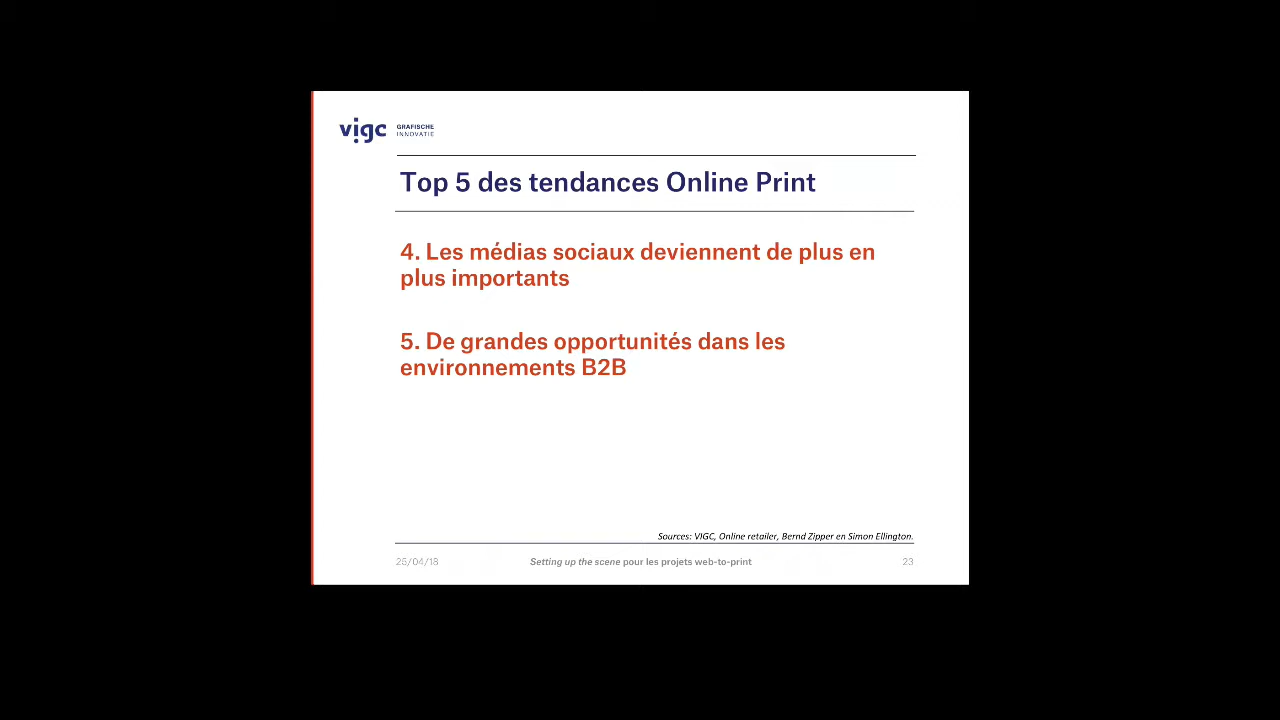 vigc GRAFISCHE
INNOVATIE
Top 5 des tendances Online Print
4. Les médias sociaux deviennent de plus en
plus importants
5. De grandes opportunités dans les
environnements B2B
Sources: VIGC, Online retailer, Bernd Zipper en Simon Ellington.
25/04/18 Setting up the scene pour les projets web-to-print 23